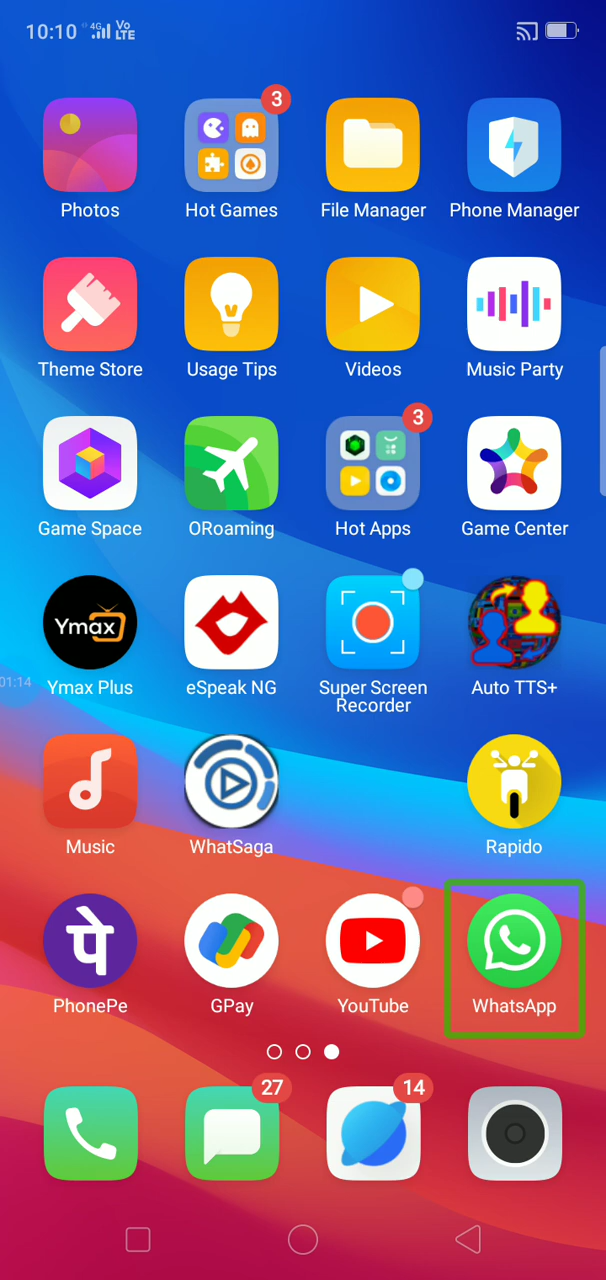 10:10 4G Vo LTE
3
Photos Hot Games File Manager Phone Manager
Theme Store Usage Tips Videos Music Party
3
Game Space ORoaming Hot Apps Game Center
Ymax
01:14 Ymax Plus eSpeak NG Super Screen Recorder Auto TTS+
Music WhatSaga Rapido
पे
PhonePe GPay YouTube WhatsApp
27 14